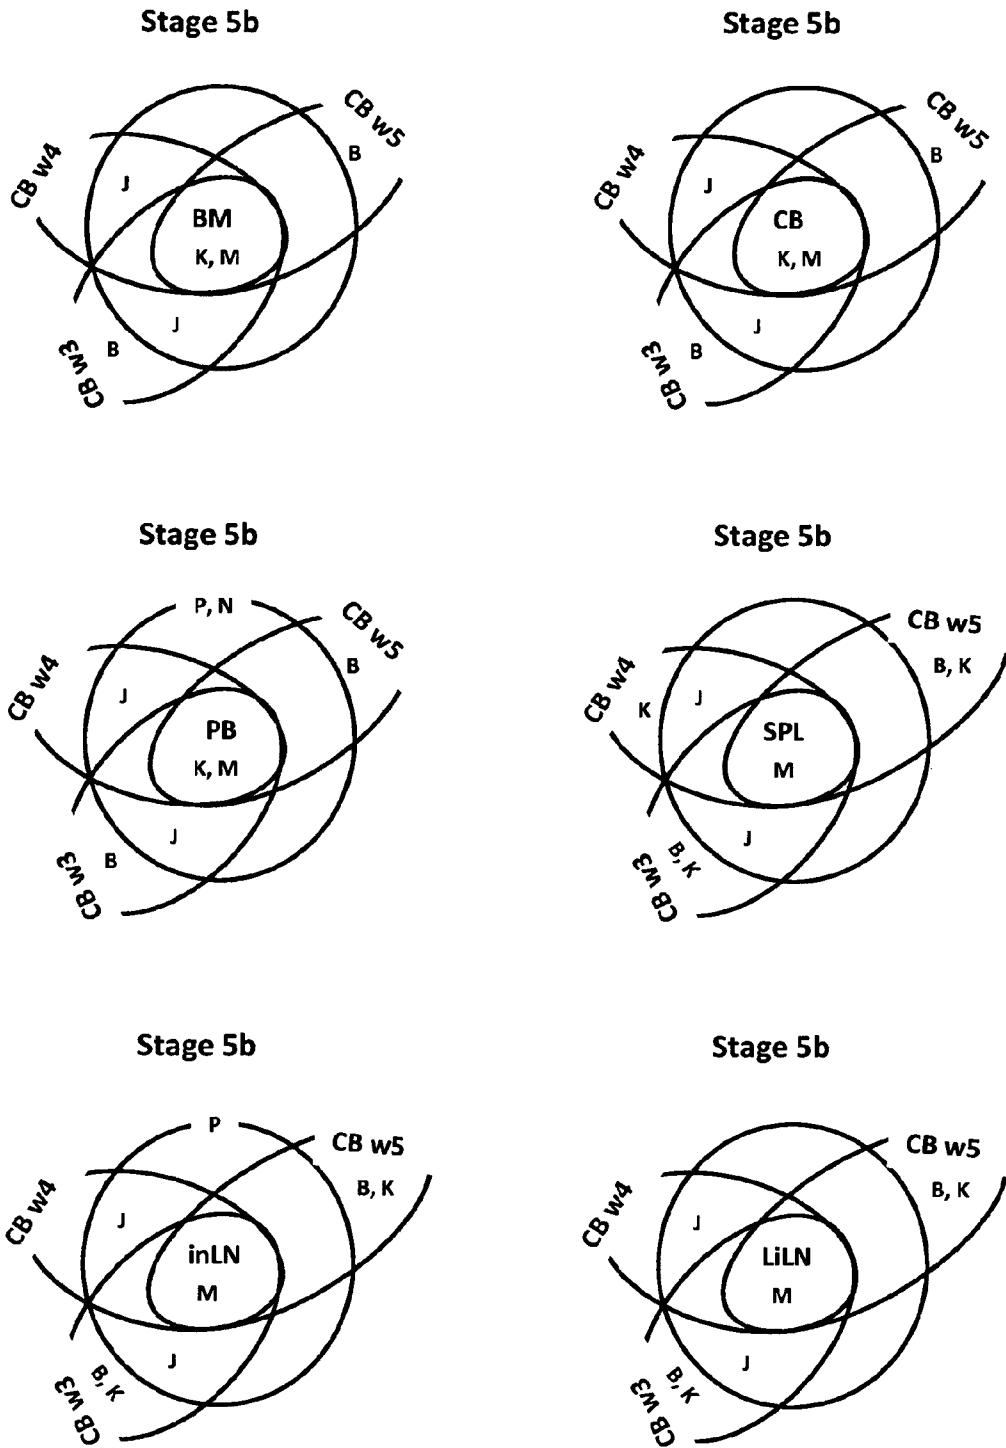 Stage 5b
CB w4
CB w5
B
J
BM
K, M
J
B
CB w3
Stage 5b
CB w4
CB w5
B
J
CB
K, M
J
B
CB w3
Stage 5b
P, N
CB w4
CB w5
B
J
PB
K, M
J
B
CB w3
Stage 5b
CB w4
CB w5
B, K
K
J
SPL
M
J
B, K
CB w3
Stage 5b
P
CB w4
CB w5
B, K
J
inLN
M
J
B, K
CB w3
Stage 5b
CB w4
CB w5
B, K
J
LiLN
M
J
B, K
CB w3